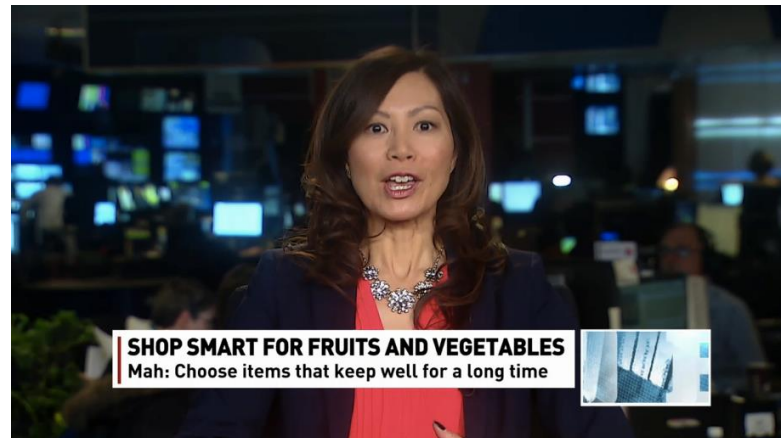 SHOP SMART FOR FRUITS AND VEGETABLES
Mah: Choose items that keep well for a long time